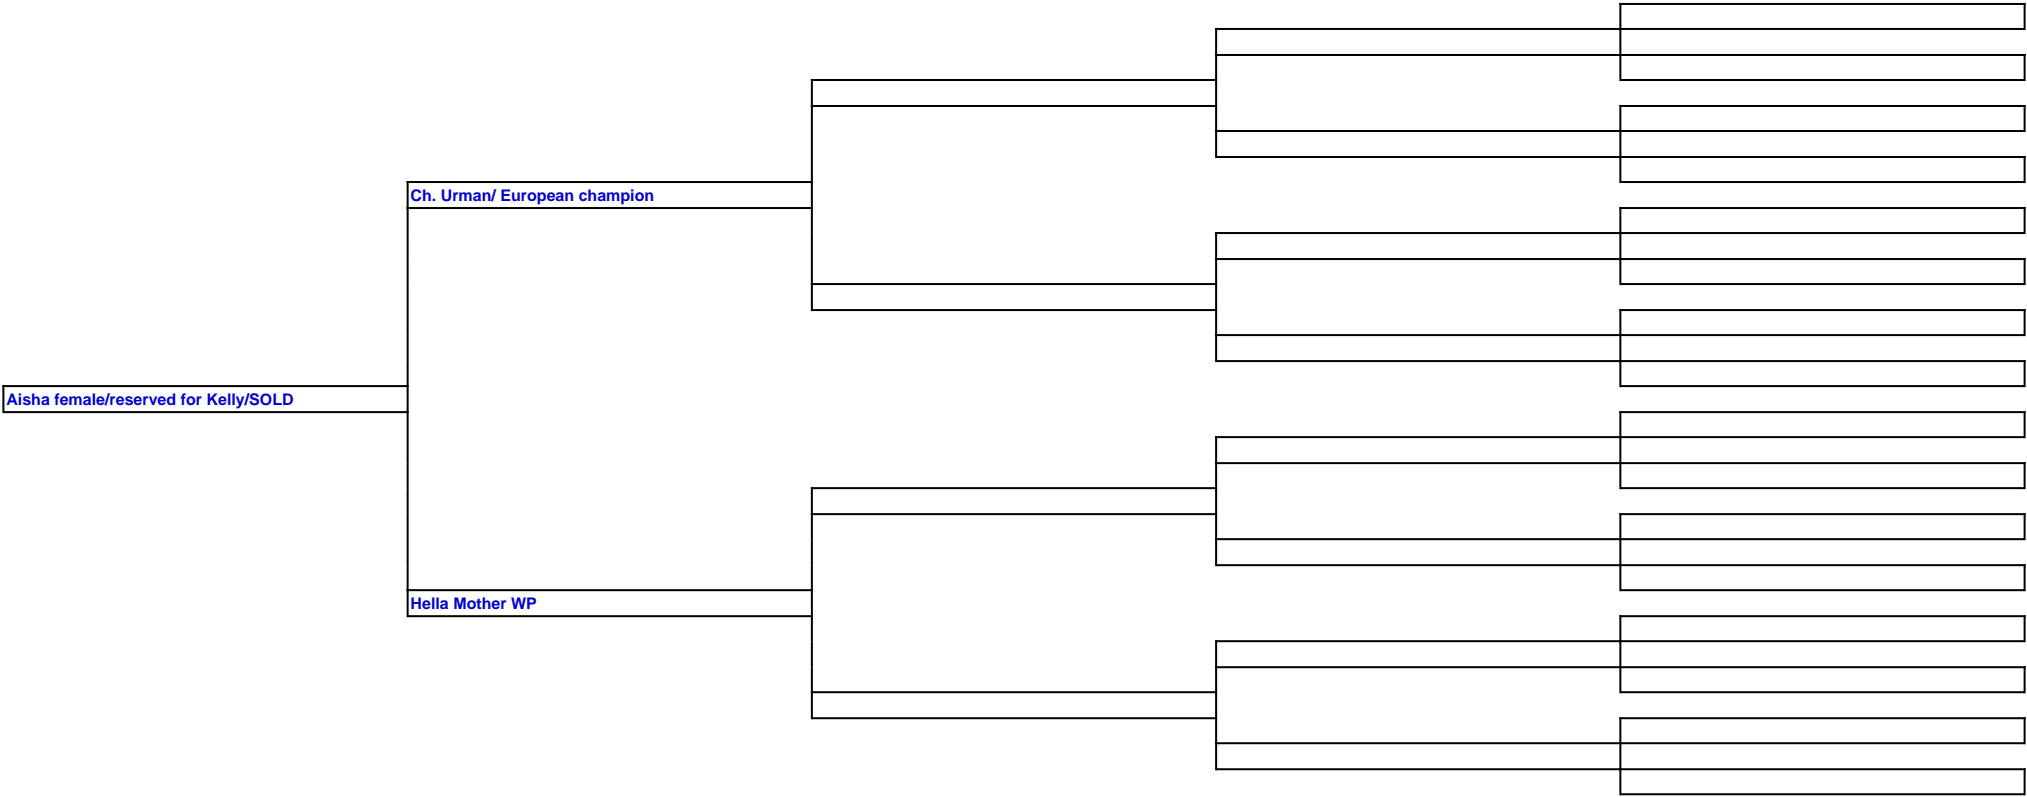 Ch. Urman/ European champion
Aisha female/reserved for Kelly/SOLD
Hella Mother WP